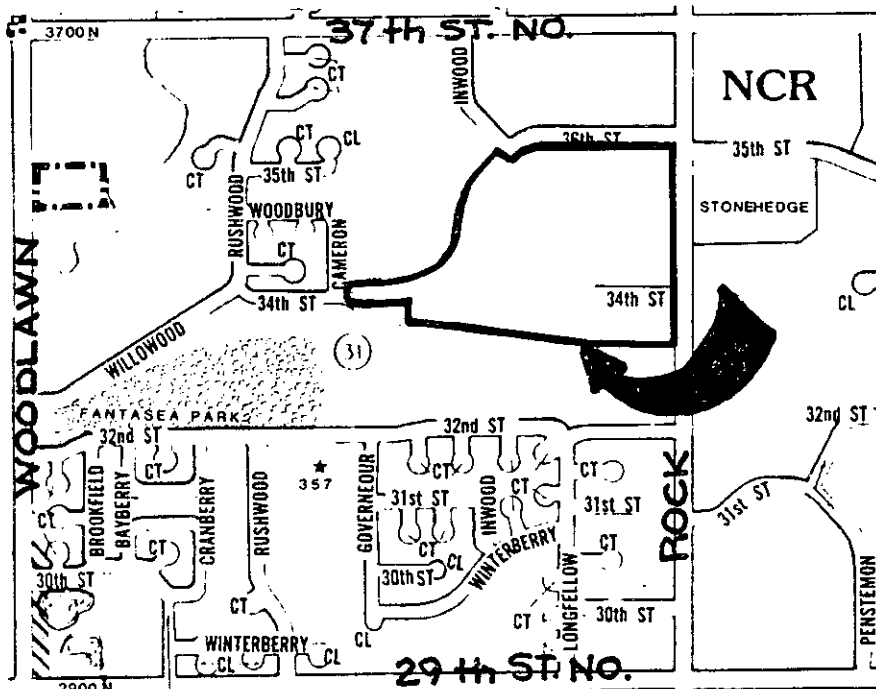 3700 N
37th ST. NO.
INWOOD
NCR
CT
CT
CL
36th ST
35th ST
CT
35th ST
RUSHWOOD
WOODBURY
STONEHEDGE
CT
CAMERON
34th ST
34th ST
CL
WOODLAWN
WILLOWOOD
31
FANTASEA PARK
32nd ST
32nd ST
32nd ST
CT
BROOKFIELD
BAYBERRY
CRANBERRY
RUSHWOOD
357
GOVERNEOUR
CT
CT
CT
31st ST
INWOOD
31st ST
ROCK
31st ST
CL
CT
CT
CT
CT
WINTERBERRY
LONGFELLOW
30th ST
CL
30th ST
CT
CT
30th ST
PENSTEMON
WINTERBERRY
CL
CL
CL
29th ST. NO.
2900 N